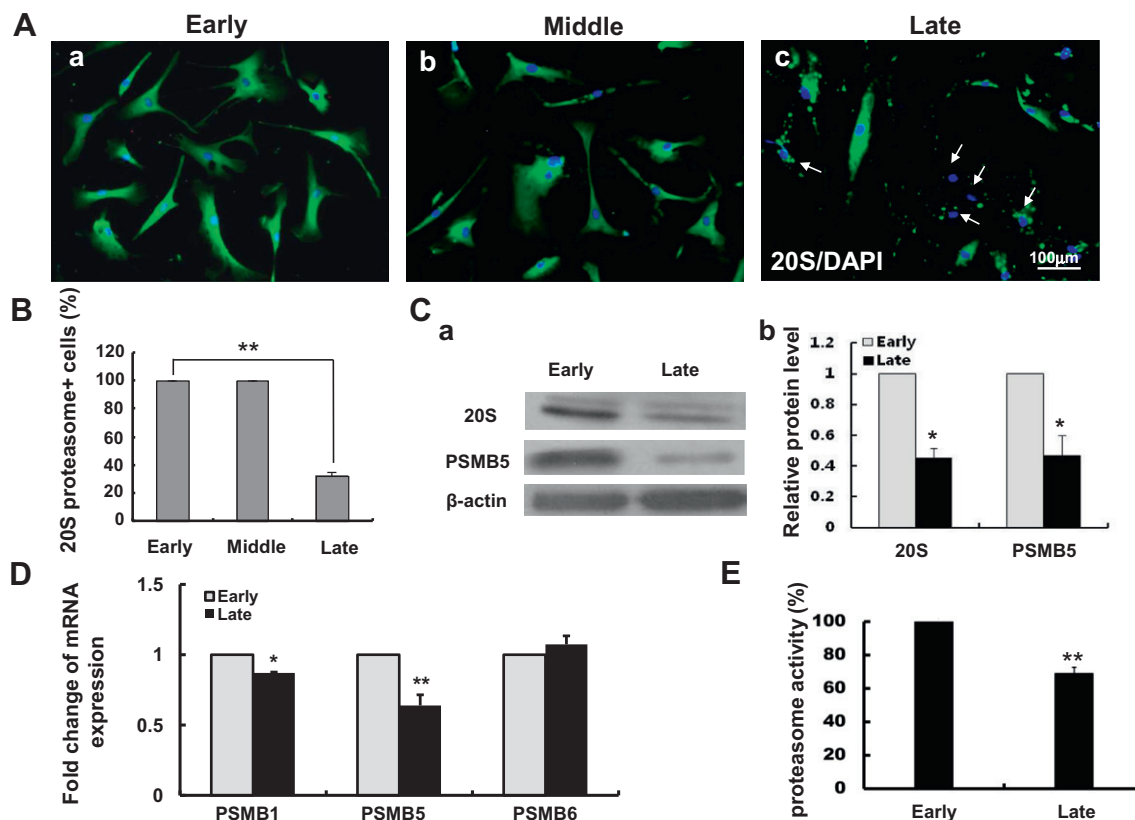 A
Early
Middle
Late
a
b
c
20S/DAPI
100μm
B
20S proteasome+ cells (%)
120
100
80
60
40
20
0
**
Early
Middle
Late
C
a
Early
Late
20S
PSMB5
β-actin
b
Relative protein level
1.2
1
0.8
0.6
0.4
0.2
0
Early
Late
*
*
20S
PSMB5
D
Fold change of mRNA
expression
1.5
1
0.5
0
Early
Late
*
**
PSMB1
PSMB5
PSMB6
E
proteasome activity (%)
100
80
60
40
20
0
**
Early
Late